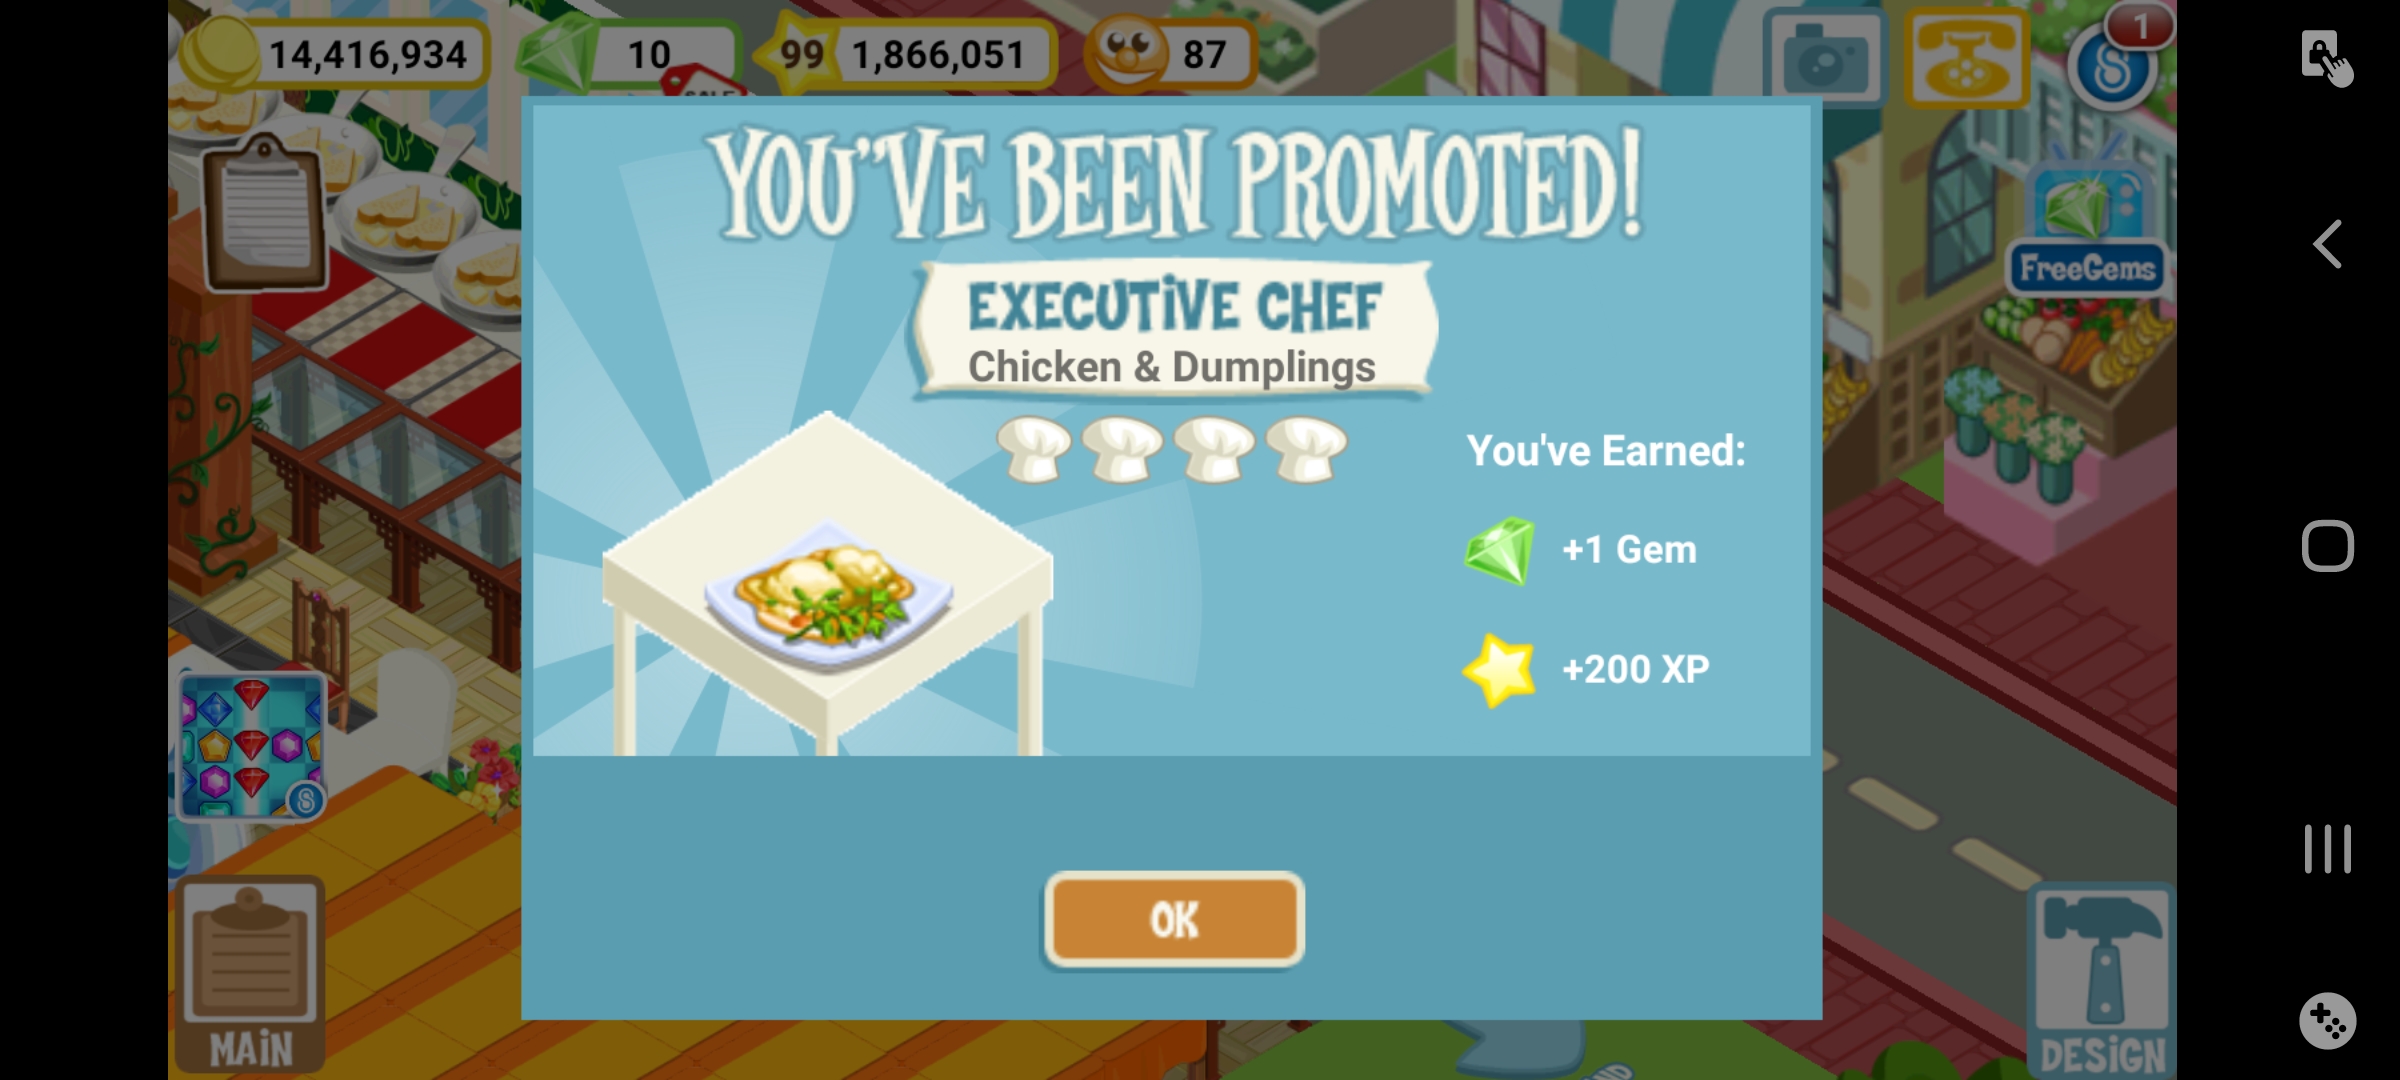 14,416,934
10
99
1,866,051
87
1
SALE
YOU"VE BEEN PROMOTED!
EXECUTIVE CHEF
Chicken & Dumplings
You've Earned:
+1 Gem
+200 XP
FreeGems
OK
MAIN
DESIGN